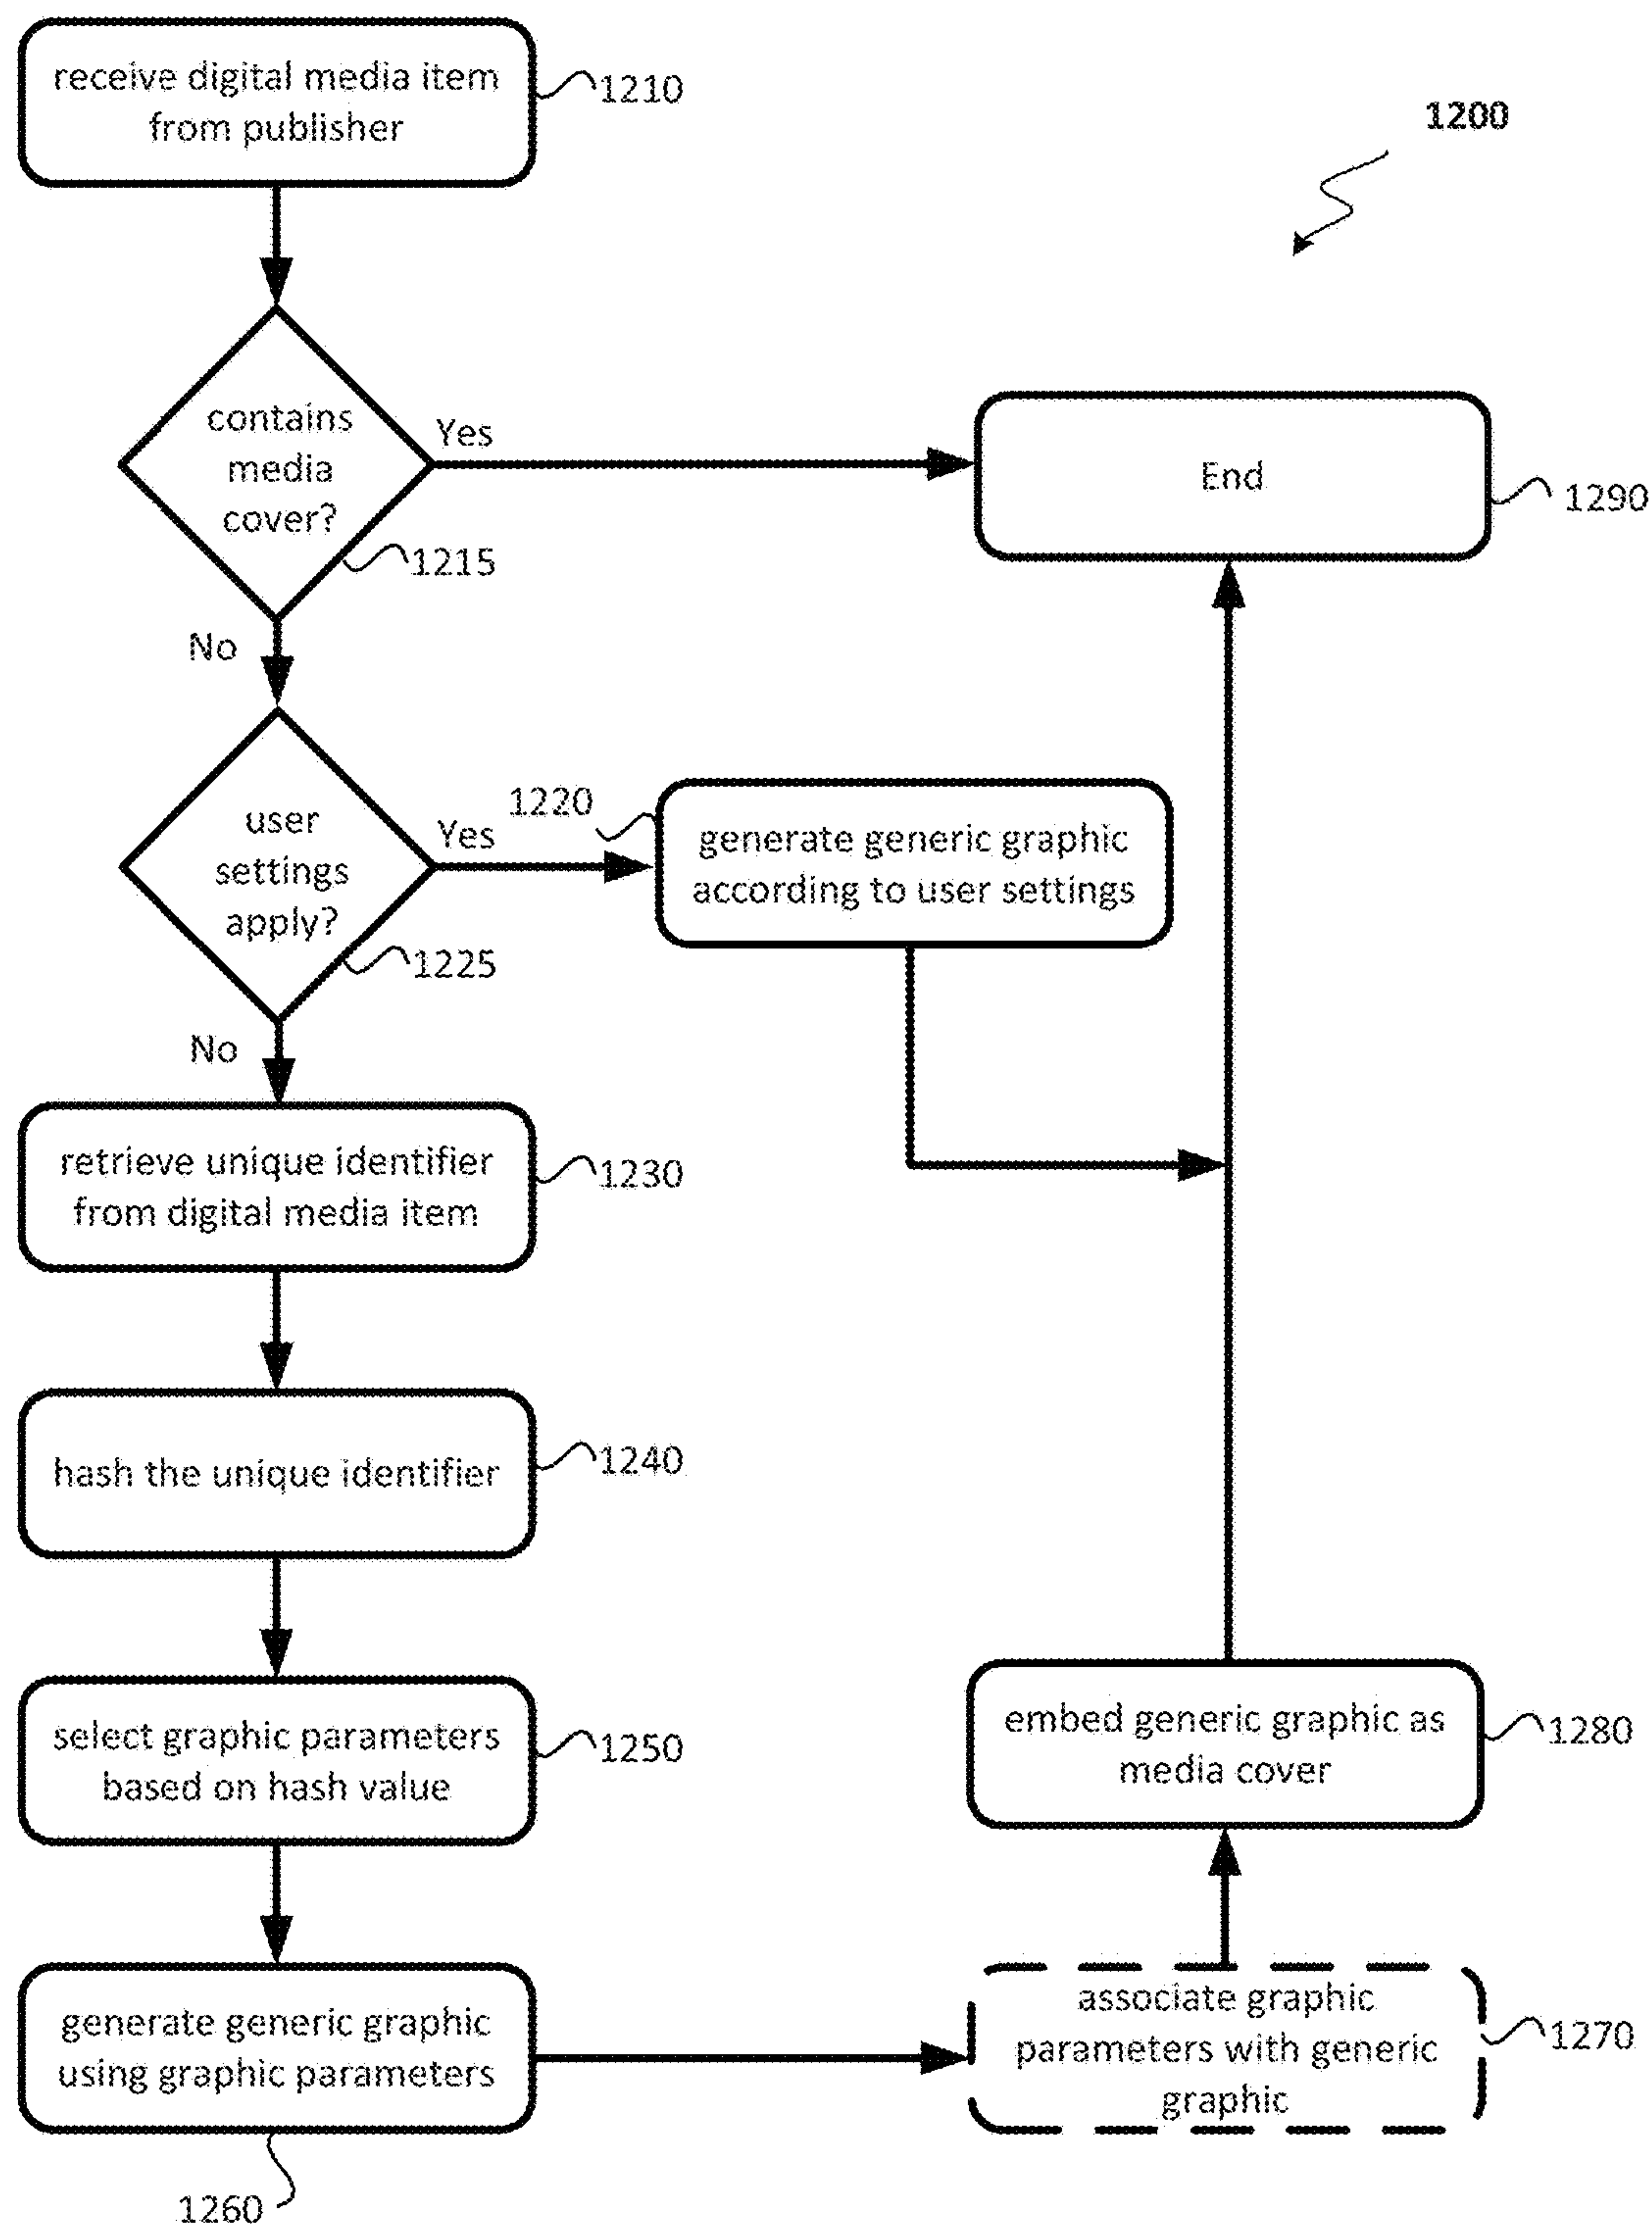 receive digital media item
from publisher
1210
1200
contains
media
cover?
Yes
1215
End
1290
No
user
settings
apply?
Yes
1225
1220
generate generic graphic
according to user settings
No
retrieve unique identifier
from digital media item
1230
hash the unique identifier
1240
select graphic parameters
based on hash value
1250
embed generic graphic as
media cover
1280
generate generic graphic
using graphic parameters
1260
associate graphic
parameters with generic
graphic
1270